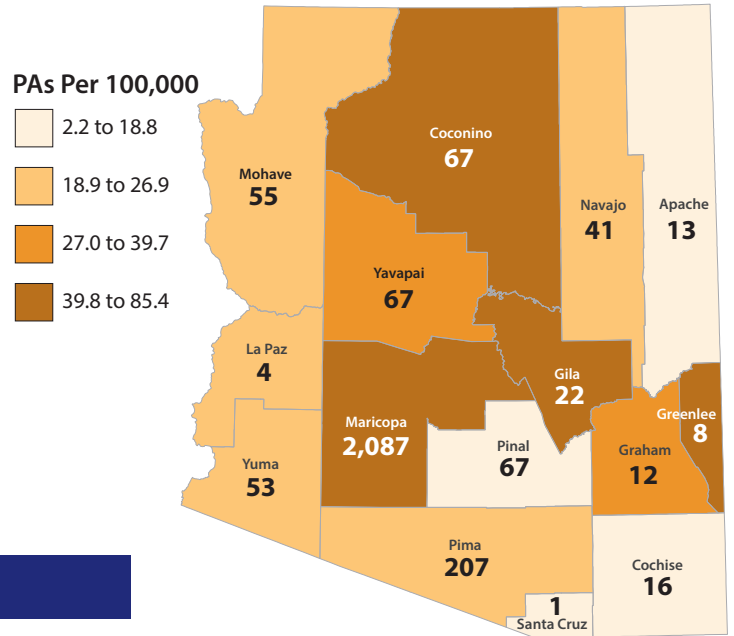 PAs Per 100,000
2.2 to 18.8
18.9 to 26.9
27.0 to 39.7
39.8 to 85.4
Coconino
67
Mohave
55
Navajo
41
Apache
13
Yavapai
67
La Paz
4
Gila
22
Maricopa
2,087
Greenlee
8
Pinal
67
Graham
12
Yuma
53
Pima
207
Cochise
16
1
Santa Cruz